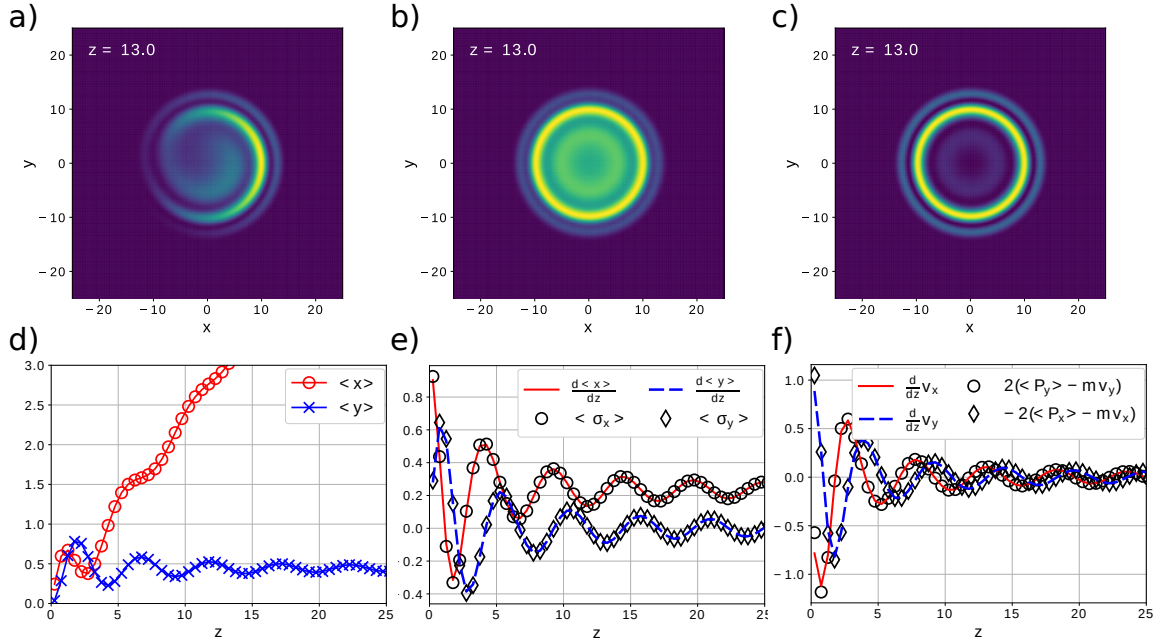 a)
z = 13.0
20
10
0
−10
−20
y
−20 −10 0 10 20
x
b)
z = 13.0
20
10
0
−10
−20
y
−20 −10 0 10 20
x
c)
z = 13.0
20
10
0
−10
−20
y
−20 −10 0 10 20
x
d)
3.0
2.5
2.0
1.5
1.0
0.5
0.0
<x>
<y>
0 5 10 15 20 25
z
e)
0.8
0.6
0.4
0.2
0.0
-0.2
0.4
d<x>/dz
d<y>/dz
<σx>
<σy>
0 5 10 15 20 25
z
f)
1.0
0.5
0.0
−0.5
−1.0
d/dz vx
d/dz vy
2(<Py> − mvy)
−2(<Px> − mvx)
0 5 10 15 20 25
z